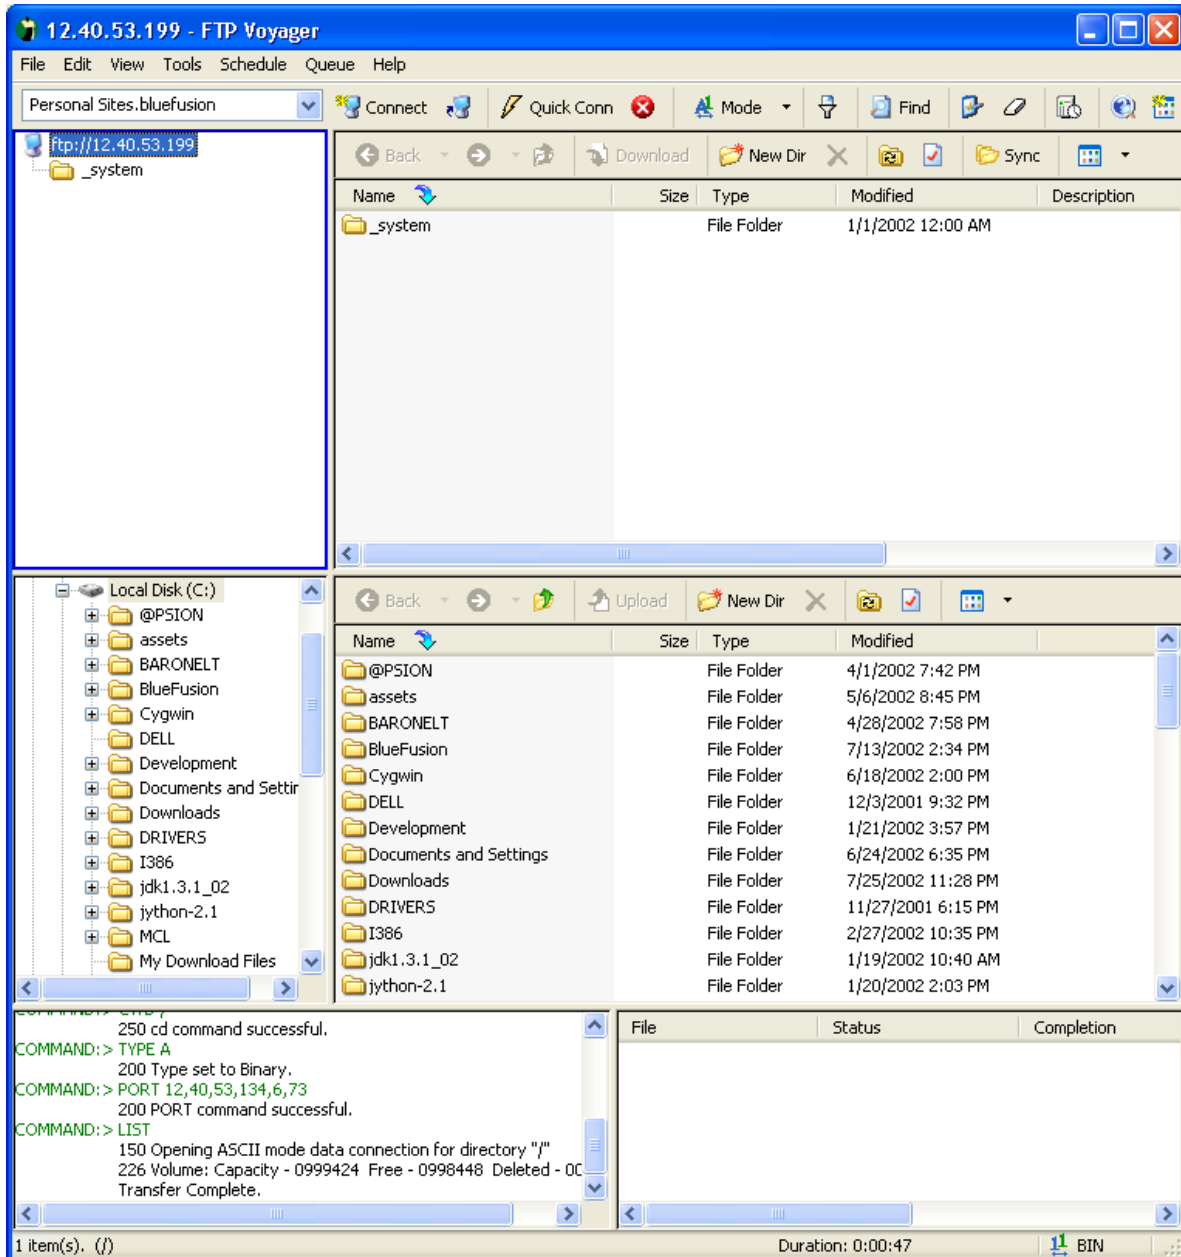 12.40.53.199 - FTP Voyager
File Edit View Tools Schedule Queue Help
Personal Sites.bluefusion Connect Quick Conn Mode Find
ftp://12.40.53.199
_system
Back Download New Dir Sync
Name Size Type Modified Description
_system File Folder 1/1/2002 12:00 AM
Local Disk (C:)
@PSION
assets
BARONELT
BlueFusion
Cygwin
DELL
Development
Documents and Settir
Downloads
DRIVERS
I386
jdk1.3.1_02
jython-2.1
MCL
My Download Files
Back Upload New Dir
Name Size Type Modified
@PSION File Folder 4/1/2002 7:42 PM
assets File Folder 5/6/2002 8:45 PM
BARONELT File Folder 4/28/2002 7:58 PM
BlueFusion File Folder 7/13/2002 2:34 PM
Cygwin File Folder 6/18/2002 2:00 PM
DELL File Folder 12/3/2001 9:32 PM
Development File Folder 1/21/2002 3:57 PM
Documents and Settings File Folder 6/24/2002 6:35 PM
Downloads File Folder 7/25/2002 11:28 PM
DRIVERS File Folder 11/27/2001 6:15 PM
I386 File Folder 2/27/2002 10:35 PM
jdk1.3.1_02 File Folder 1/19/2002 10:40 AM
jython-2.1 File Folder 1/20/2002 2:03 PM
250 cd command successful.
COMMAND:> TYPE A
200 Type set to Binary.
COMMAND:> PORT 12,40,53,134,6,73
200 PORT command successful.
COMMAND:> LIST
150 Opening ASCII mode data connection for directory "/"
226 Volume: Capacity - 0999424 Free - 0998448 Deleted - 00
Transfer Complete.
File Status Completion
1 item(s). (/) Duration: 0:00:47 BIN